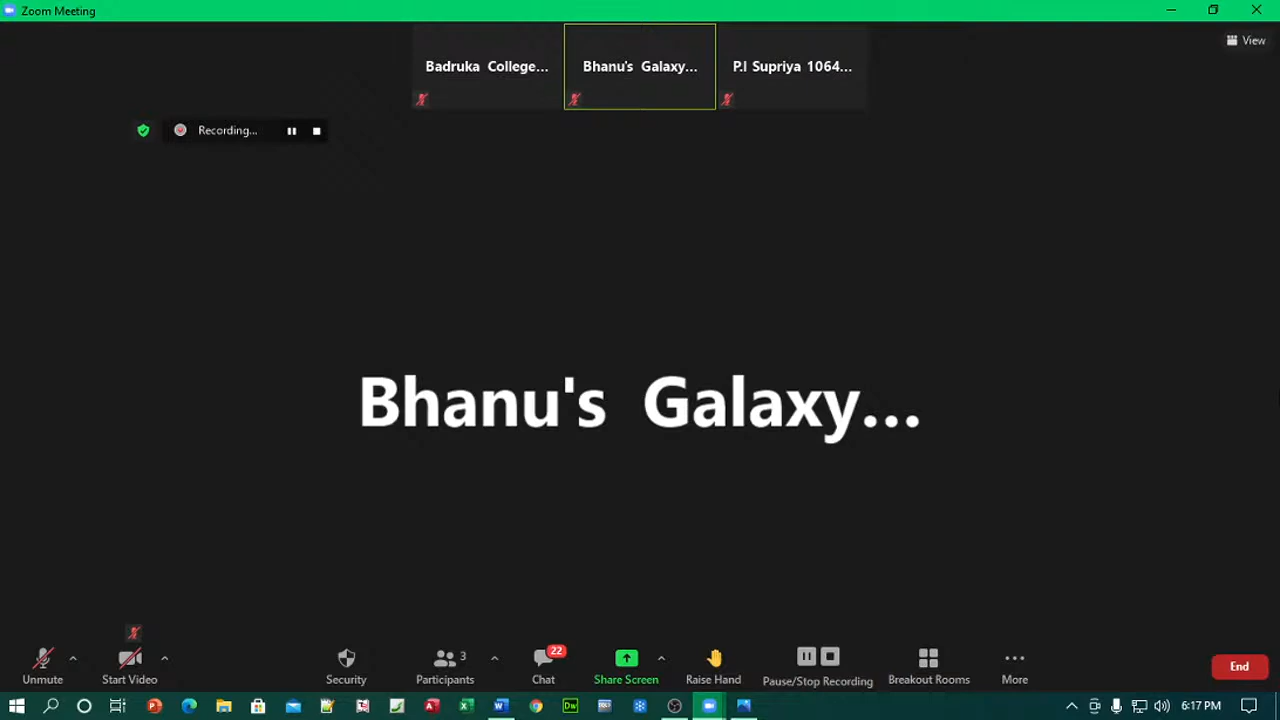 Zoom Meeting
Badruka College...
Bhanu's Galaxy...
P.I Supriya 1064...
View
Recording...
Bhanu's Galaxy...
Unmute
Start Video
Security
Participants
3
Chat
22
Share Screen
Raise Hand
Pause/Stop Recording
Breakout Rooms
More
End
Dw
6:17 PM